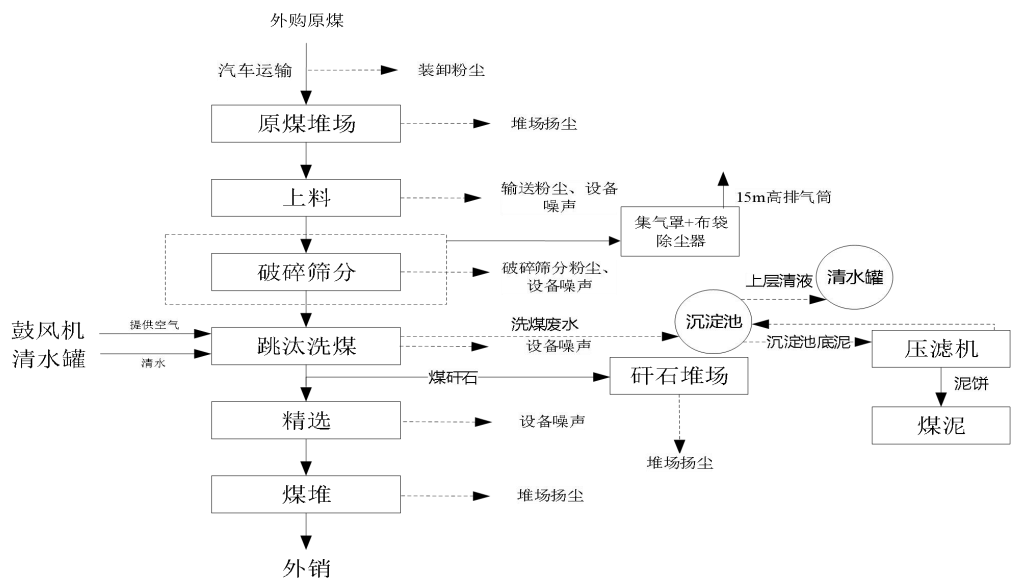 外购原煤
汽车运输
装卸粉尘
原煤堆场
堆场扬尘
上料
输送粉尘、设备
噪声
15m高排气筒
集气罩+布袋
除尘器
破碎筛分
破碎筛分粉尘、
设备噪声
上层清液
清水罐
鼓风机
提供空气
清水罐
清水
跳汰洗煤
洗煤废水
设备噪声
沉淀池
沉淀池底泥
压滤机
煤矸石
矸石堆场
泥饼
煤泥
精选
设备噪声
堆场扬尘
煤堆
堆场扬尘
外销